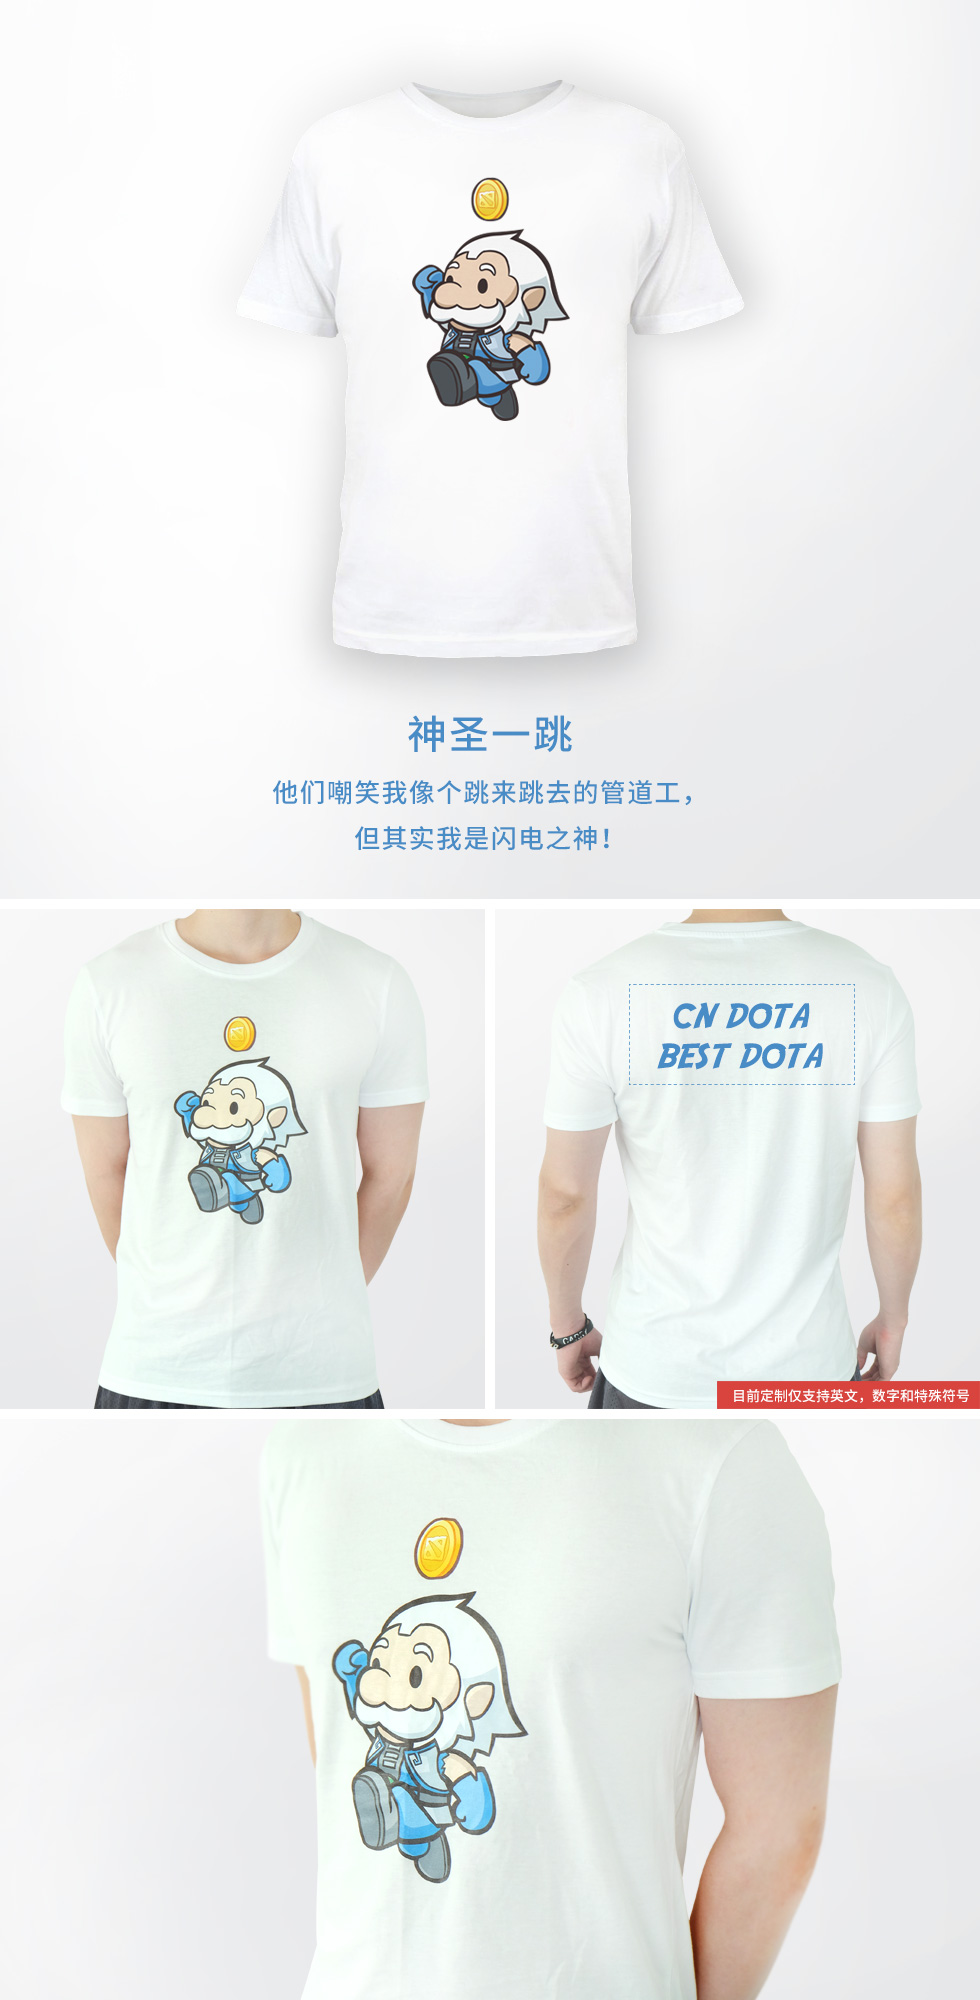 神圣一跳
他们嘲笑我像个跳来跳去的管道工，
但其实我是闪电之神！
CN DOTA
BEST DOTA
目前定制仅支持英文，数字和特殊符号